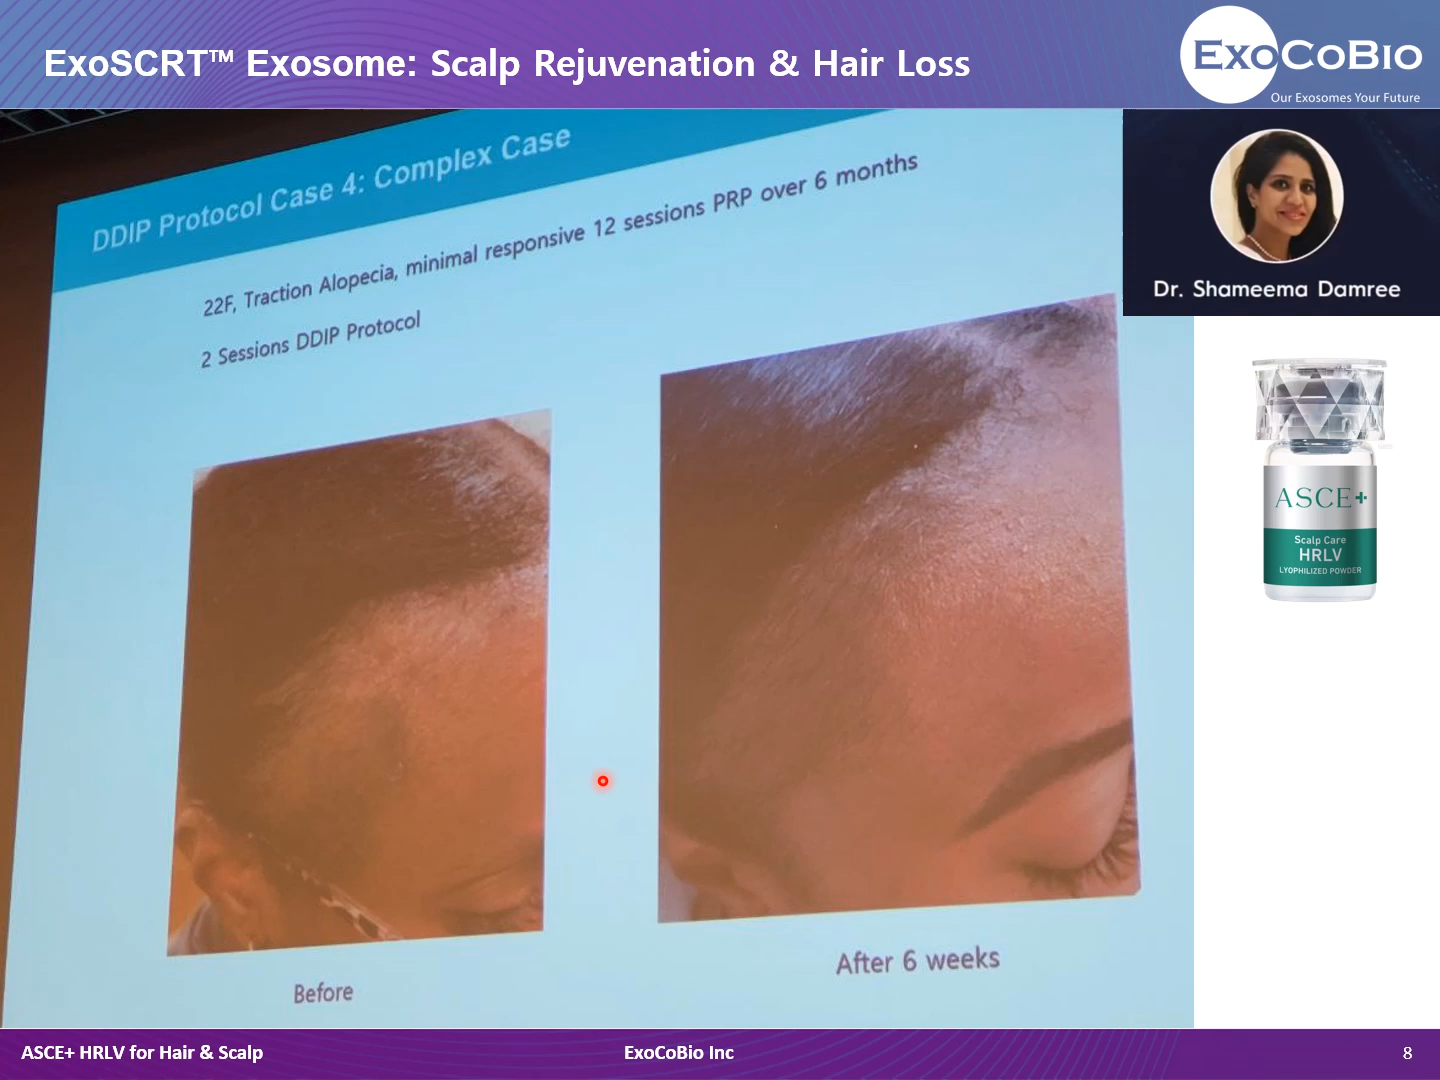 ExoSCRT™ Exosome: Scalp Rejuvenation & Hair Loss
ExoCoBio
Our Exosomes Your Future
DDIP Protocol Case 4: Complex Case
22F, Traction Alopecia, minimal responsive 12 sessions PRP over 6 months
2 Sessions DDIP Protocol
Dr. Shameema Damree
ASCE+
Scalp Care
HRLV
LYOPHILIZED POWDER
Before
After 6 weeks
ASCE+ HRLV for Hair & Scalp
ExoCoBio Inc
8